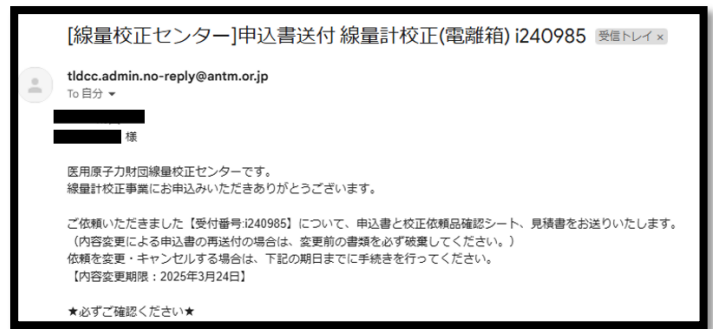 [線量校正センター]申込書送付 線量計校正(電離箱) i240985 受信トレイ ×
tldcc.admin.no-reply@antm.or.jp
To 自分
様
医用原子力財団線量校正センターです。
線量計校正事業にお申込みいただきありがとうございます。
ご依頼いただきました【受付番号:i240985】について、申込書と校正依頼品確認シート、見積書をお送りいたします。
（内容変更による申込書の再送付の場合は、変更前の書類を必ず破棄してください。）
依頼を変更・キャンセルする場合は、下記の期日までに手続きを行ってください。
【内容変更期限：2025年3月24日】
★必ずご確認ください★